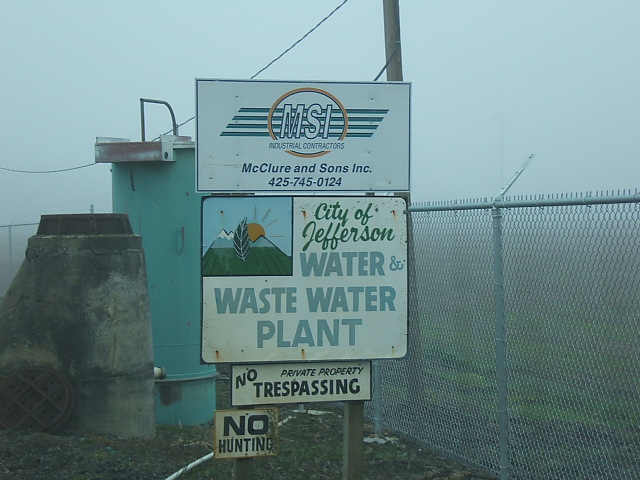 MSI
INDUSTRIAL CONTRACTORS
McClure and Sons Inc.
425-745-0124
City of
Jefferson
WATER &
WASTE WATER
PLANT
NO PRIVATE PROPERTY
TRESPASSING
NO
HUNTING